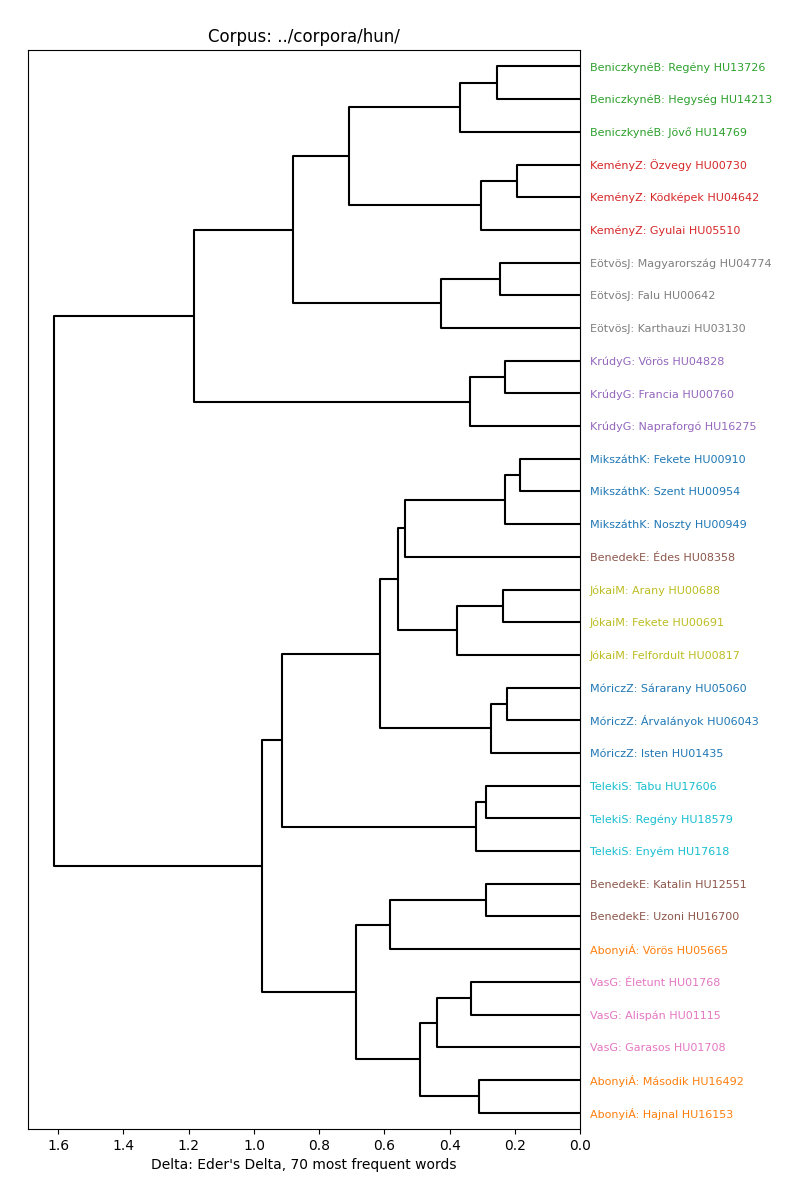 Corpus: ../corpora/hun/
BeniczkynéB: Regény HU13726
BeniczkynéB: Hegység HU14213
BeniczkynéB: Jövő HU14769
KeményZ: Özvegy HU00730
KeményZ: Ködképek HU04642
KeményZ: Gyulai HU05510
EötvösJ: Magyarország HU04774
EötvösJ: Falu HU00642
EötvösJ: Karthauzi HU03130
KrúdyG: Vörös HU04828
KrúdyG: Francia HU00760
KrúdyG: Napraforgó HU16275
MikszáthK: Fekete HU00910
MikszáthK: Szent HU00954
MikszáthK: Noszty HU00949
BenedekE: Édes HU08358
JókaiM: Arany HU00688
JókaiM: Fekete HU00691
JókaiM: Felfordult HU00817
MóriczZ: Sárarany HU05060
MóriczZ: Árvalányok HU06043
MóriczZ: Isten HU01435
TelekiS: Tabu HU17606
TelekiS: Regény HU18579
TelekiS: Enyém HU17618
BenedekE: Katalin HU12551
BenedekE: Uzoni HU16700
AbonyiÁ: Vörös HU05665
VasG: Életunt HU01768
VasG: Alispán HU01115
VasG: Garasos HU01708
AbonyiÁ: Második HU16492
AbonyiÁ: Hajnal HU16153
1.6 1.4 1.2 1.0 0.8 0.6 0.4 0.2 0.0
Delta: Eder's Delta, 70 most frequent words